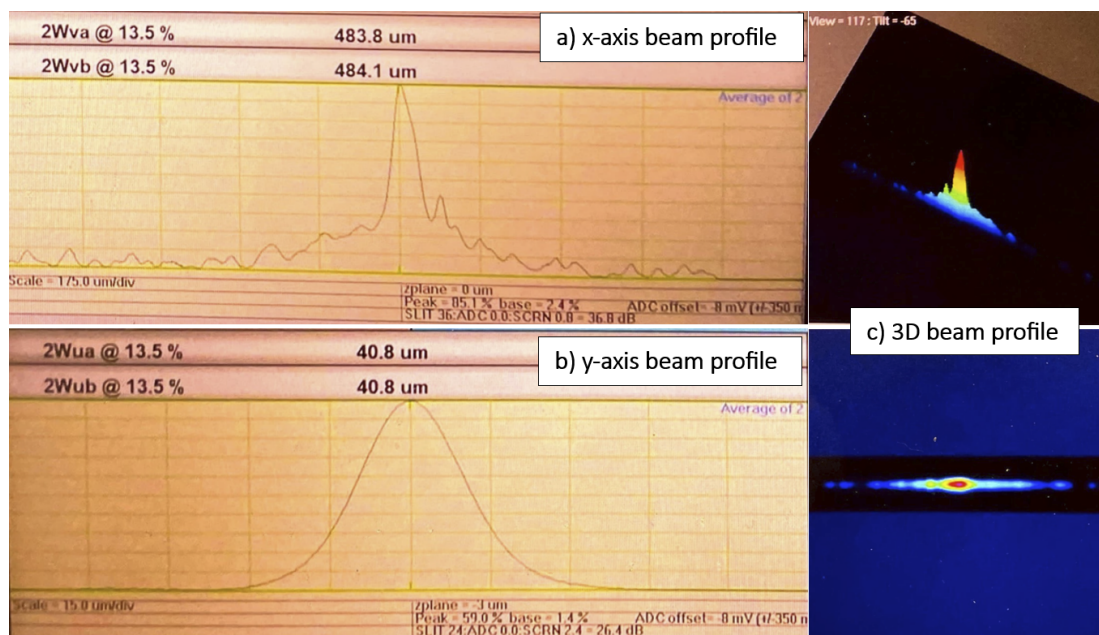 2Wva @ 13.5 %
483.8 um
2Wvb @ 13.5 %
484.1 um
a) x-axis beam profile
Average of 2
Scale = 175.0 um/div
zplane = 0 um
Peak = 85.1 % base = 2.4 %
ADC offset= -8 mV (+/-350 n
SLIT 36:ADC 0.0:SCRN 0.8 = 36.8 dB
View = 117 : Tilt = -65
2Wua @ 13.5 %
40.8 um
2Wub @ 13.5 %
40.8 um
b) y-axis beam profile
Average of 2
Scale = 15.0 um/div
zplane = -3 um
Peak = 59.0 % base = 1.4 %
ADC offset= -8 mV (+/-350 n
SLIT 24:ADC 0.0:SCRN 2.4 = 26.4 dB
c) 3D beam profile